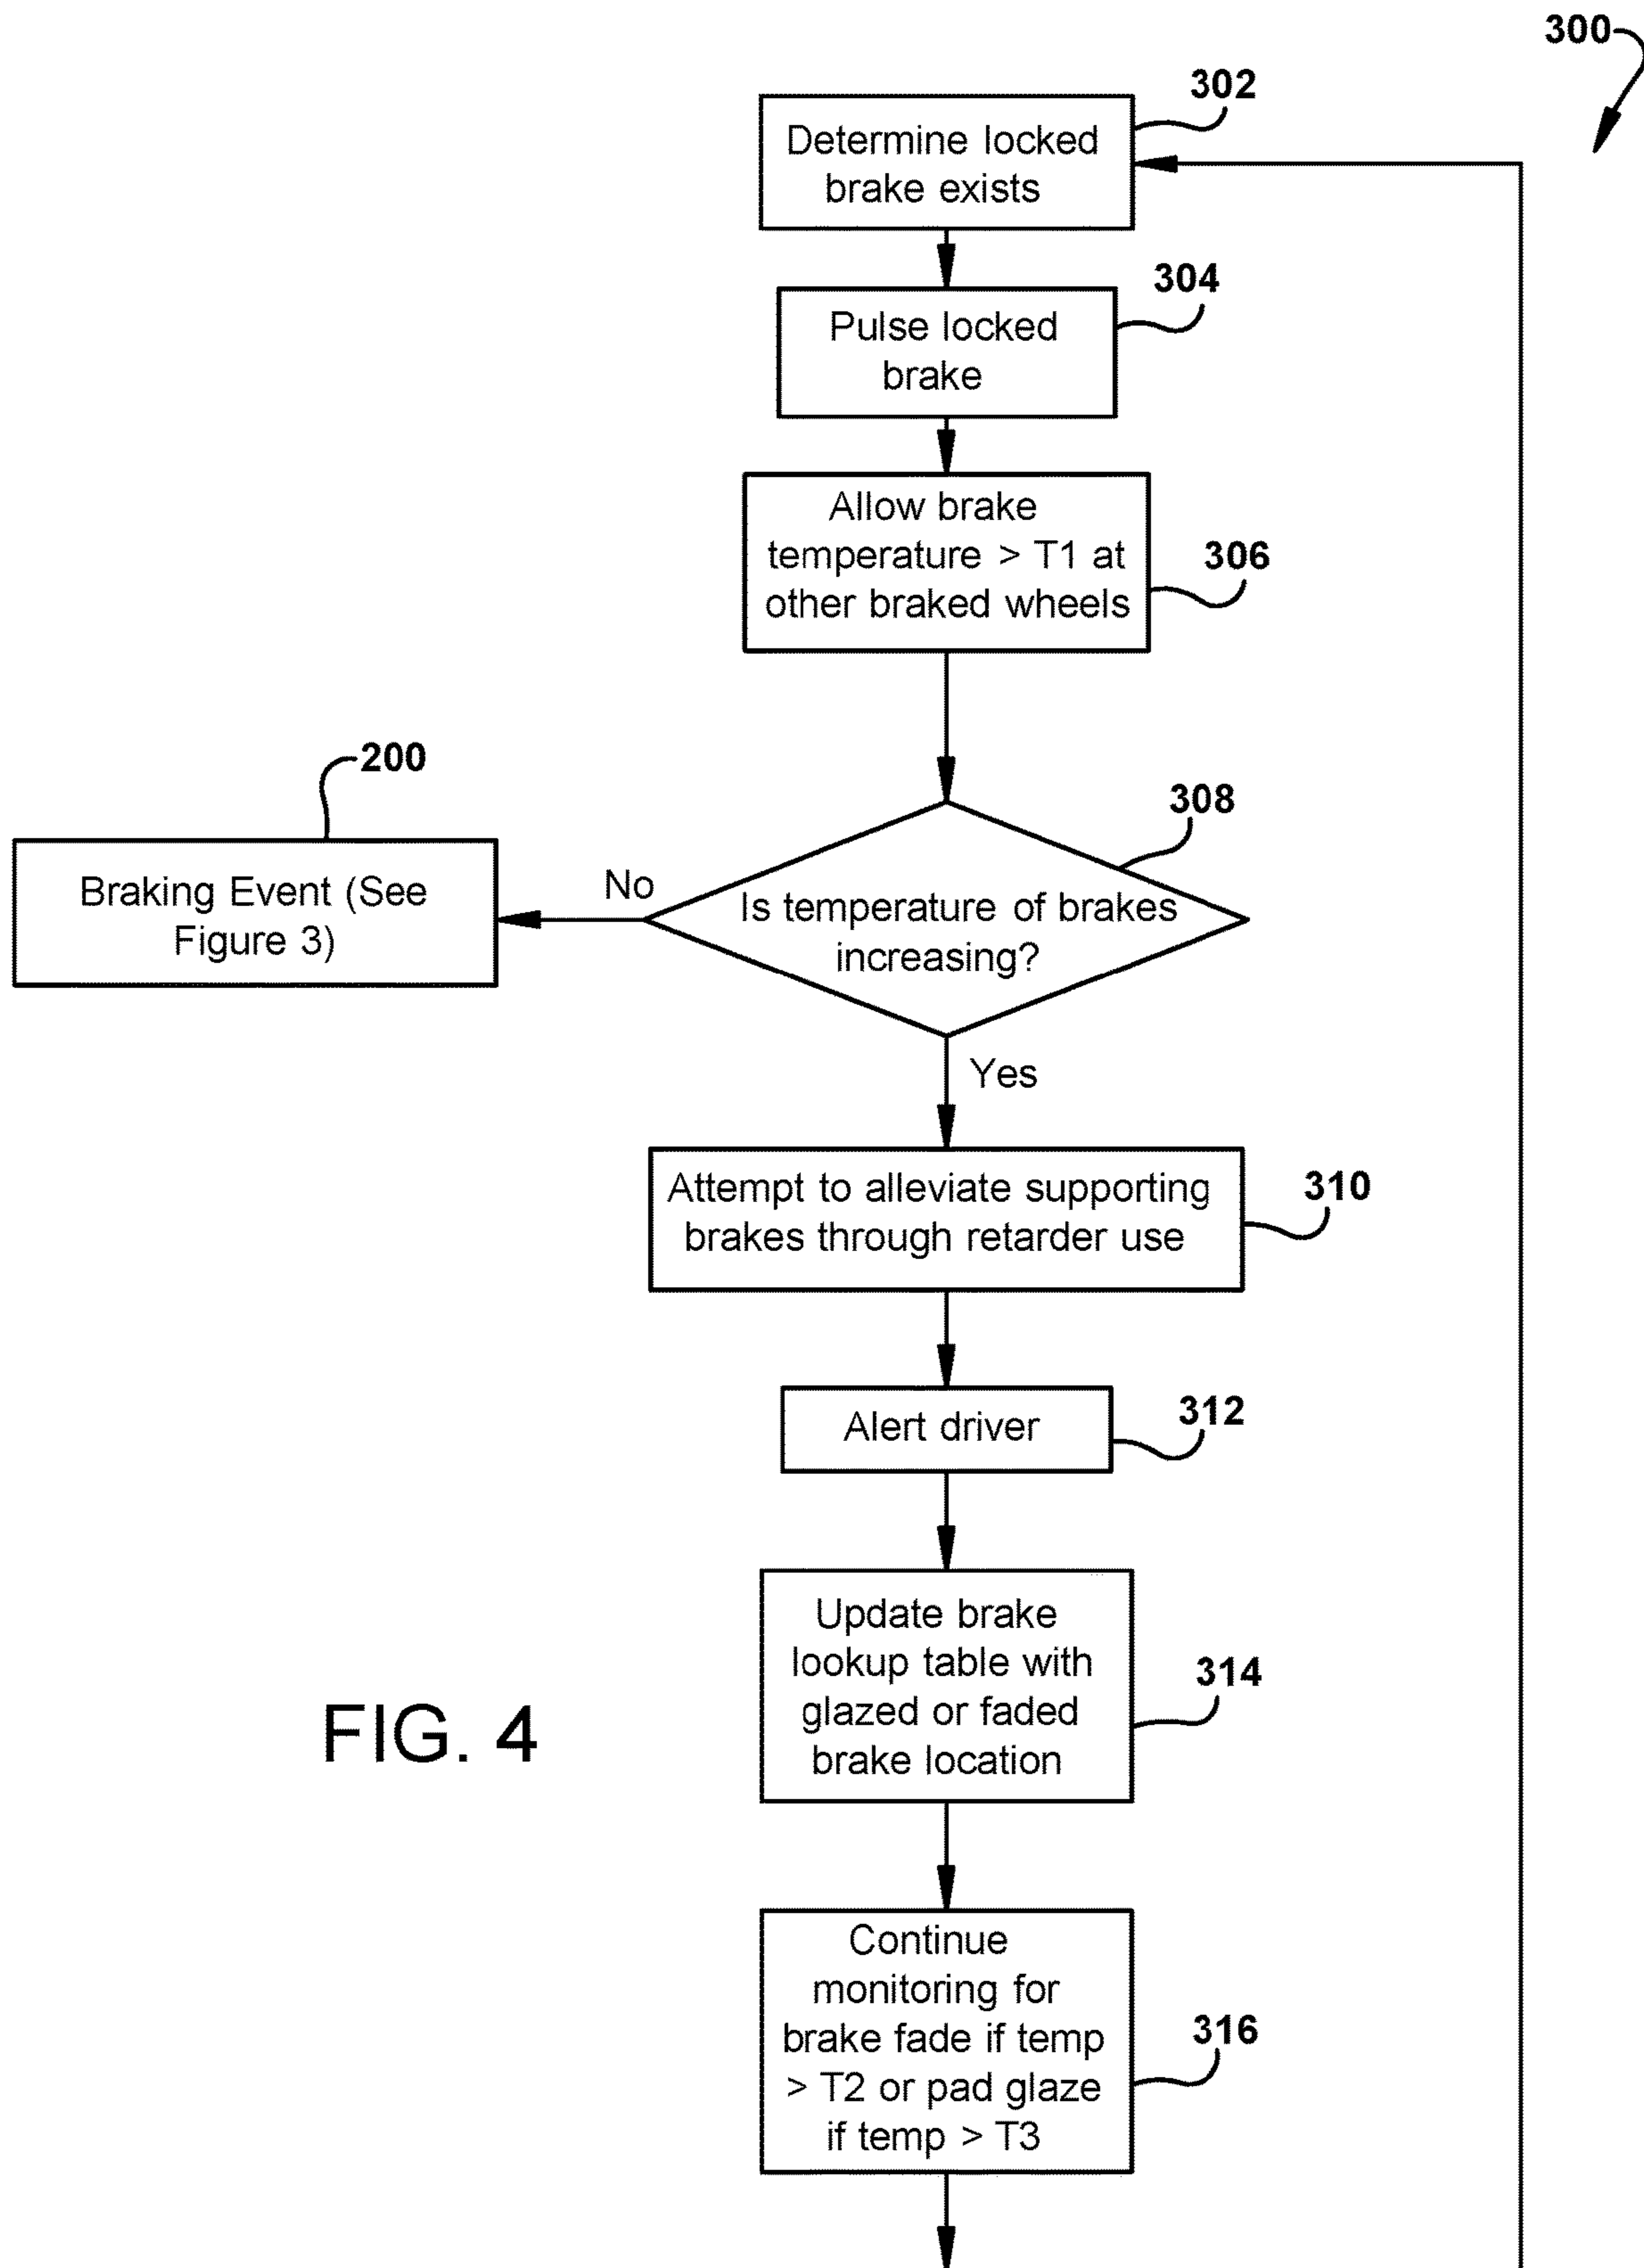 300
302
Determine locked
brake exists
304
Pulse locked
brake
Allow brake
temperature > T1 at
other braked wheels
306
200
308
Braking Event (See
Figure 3)
No
Is temperature of brakes
increasing?
Yes
Attempt to alleviate supporting
brakes through retarder use
310
Alert driver
312
Update brake
lookup table with
glazed or faded
brake location
314
FIG. 4
Continue
monitoring for
brake fade if temp
> T2 or pad glaze
if temp > T3
316